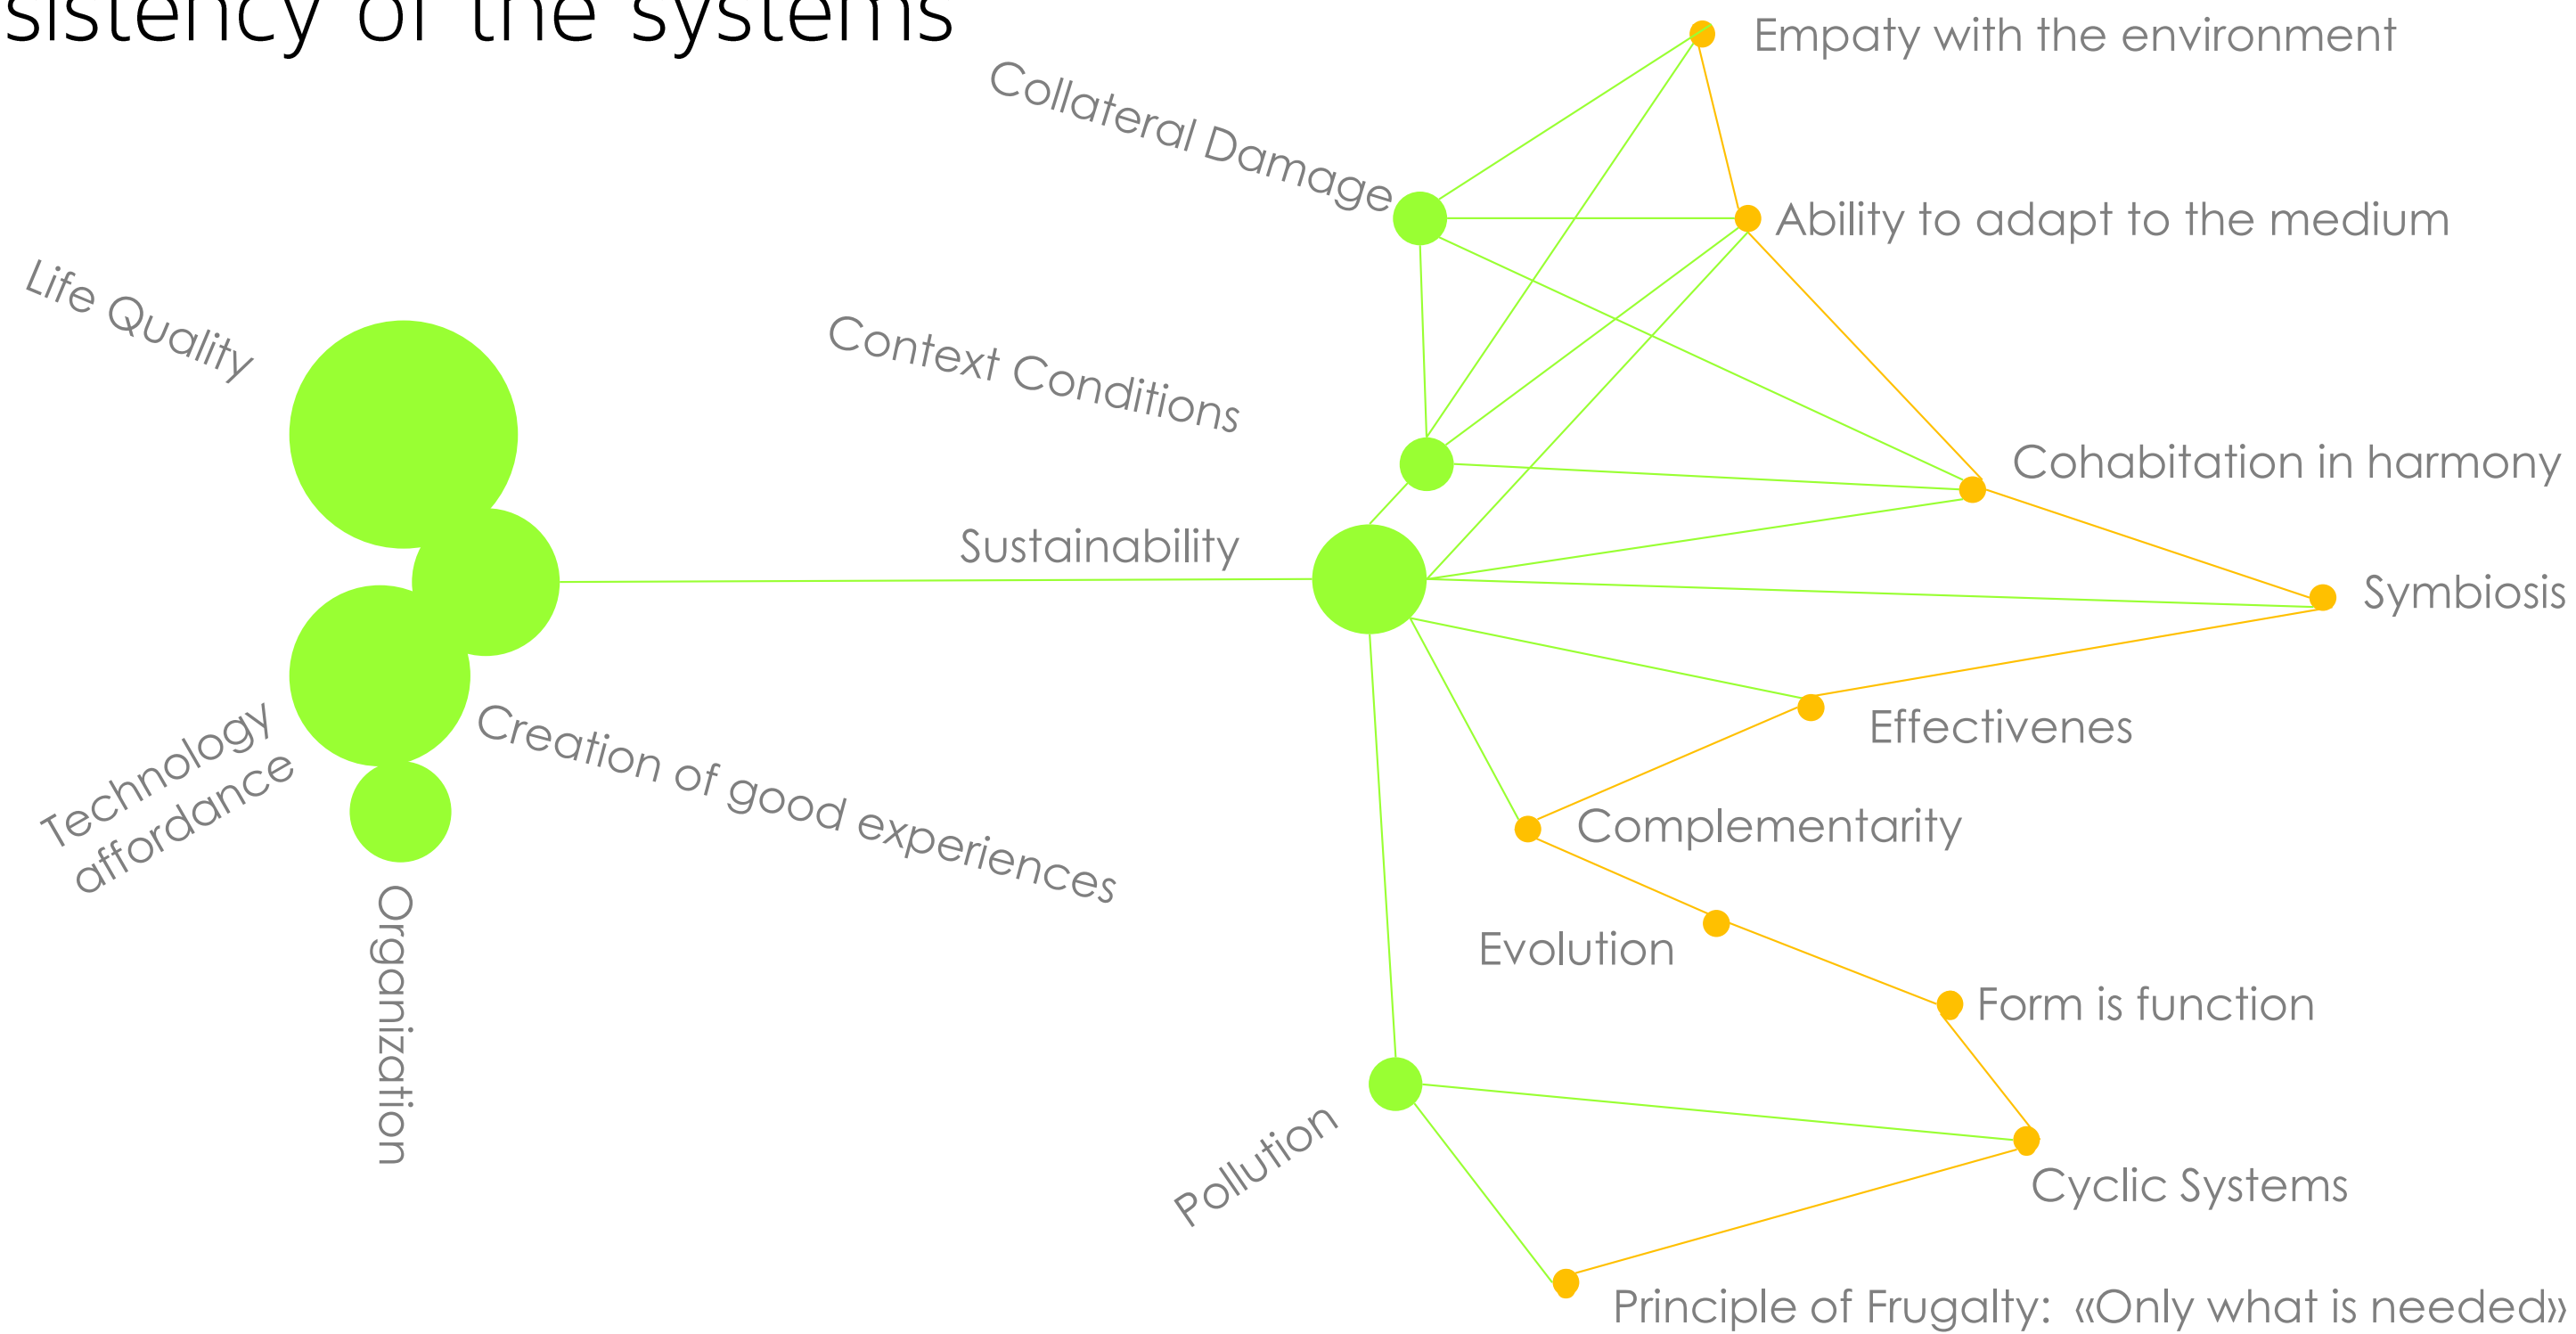 sistency of the systems
Empaty with the environment
Collateral Damage
Ability to adapt to the medium
Life Quality
Context Conditions
Cohabitation in harmony
Sustainability
Symbiosis
Effectivenes
Technology
affordance
Creation of good experiences
Complementarity
Organization
Evolution
Form is function
Pollution
Cyclic Systems
Principle of Frugalty: «Only what is needed»